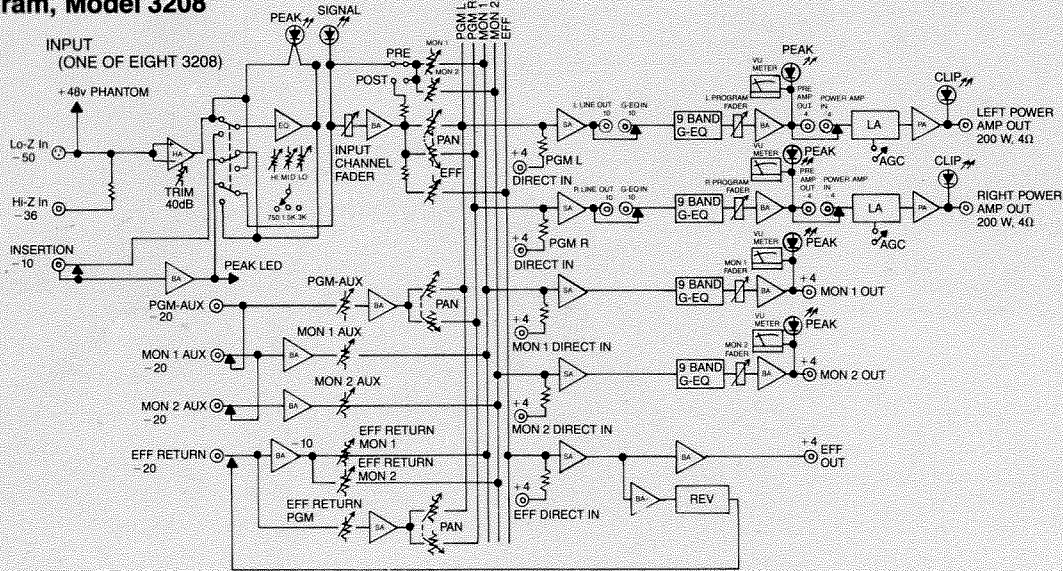 ram, Model 3208
INPUT
(ONE OF EIGHT 3208)
+48v PHANTOM
Lo-Z In
-50
Hi-Z In
-36
INSERTION
-10
HA
TRIM
40dB
PEAK
SIGNAL
EQ
HI MID LO
750 1.5K 3K
INPUT
CHANNEL
FADER
BA
PRE
POST
MON 1
MON 2
PAN
EFF
BA
PEAK LED
PGM L
PGM R
MON 1
MON 2
EFF
PGM-AUX
-20
PGM-AUX
BA
PAN
MON 1 AUX
-20
BA
MON 1 AUX
MON 2 AUX
-20
BA
MON 2 AUX
EFF RETURN
-20
BA
-10
EFF RETURN
MON 1
EFF RETURN
MON 2
EFF RETURN
PGM
SA
PAN
SA
L LINE OUT
10
G-EQ IN
10
9 BAND
G-EQ
L PROGRAM
FADER
BA
VU
METER
PEAK
PRE
AMP
OUT
4
POWER AMP
IN
4
LA
AGC
PA
CLIP
LEFT POWER
AMP OUT
200 W, 4Ω
+4
PGM L
DIRECT IN
SA
R LINE OUT
10
G-EQ IN
10
9 BAND
G-EQ
R PROGRAM
FADER
BA
VU
METER
PEAK
PRE
AMP
OUT
4
POWER AMP
IN
4
LA
AGC
PA
CLIP
RIGHT POWER
AMP OUT
200 W, 4Ω
+4
PGM R
DIRECT IN
SA
9 BAND
G-EQ
MON 1
FADER
BA
VU
METER
PEAK
+4
MON 1 OUT
+4
MON 1 DIRECT IN
SA
9 BAND
G-EQ
MON 2
FADER
BA
VU
METER
PEAK
+4
MON 2 OUT
+4
MON 2 DIRECT IN
SA
BA
+4
EFF
OUT
+4
EFF DIRECT IN
BA
REV